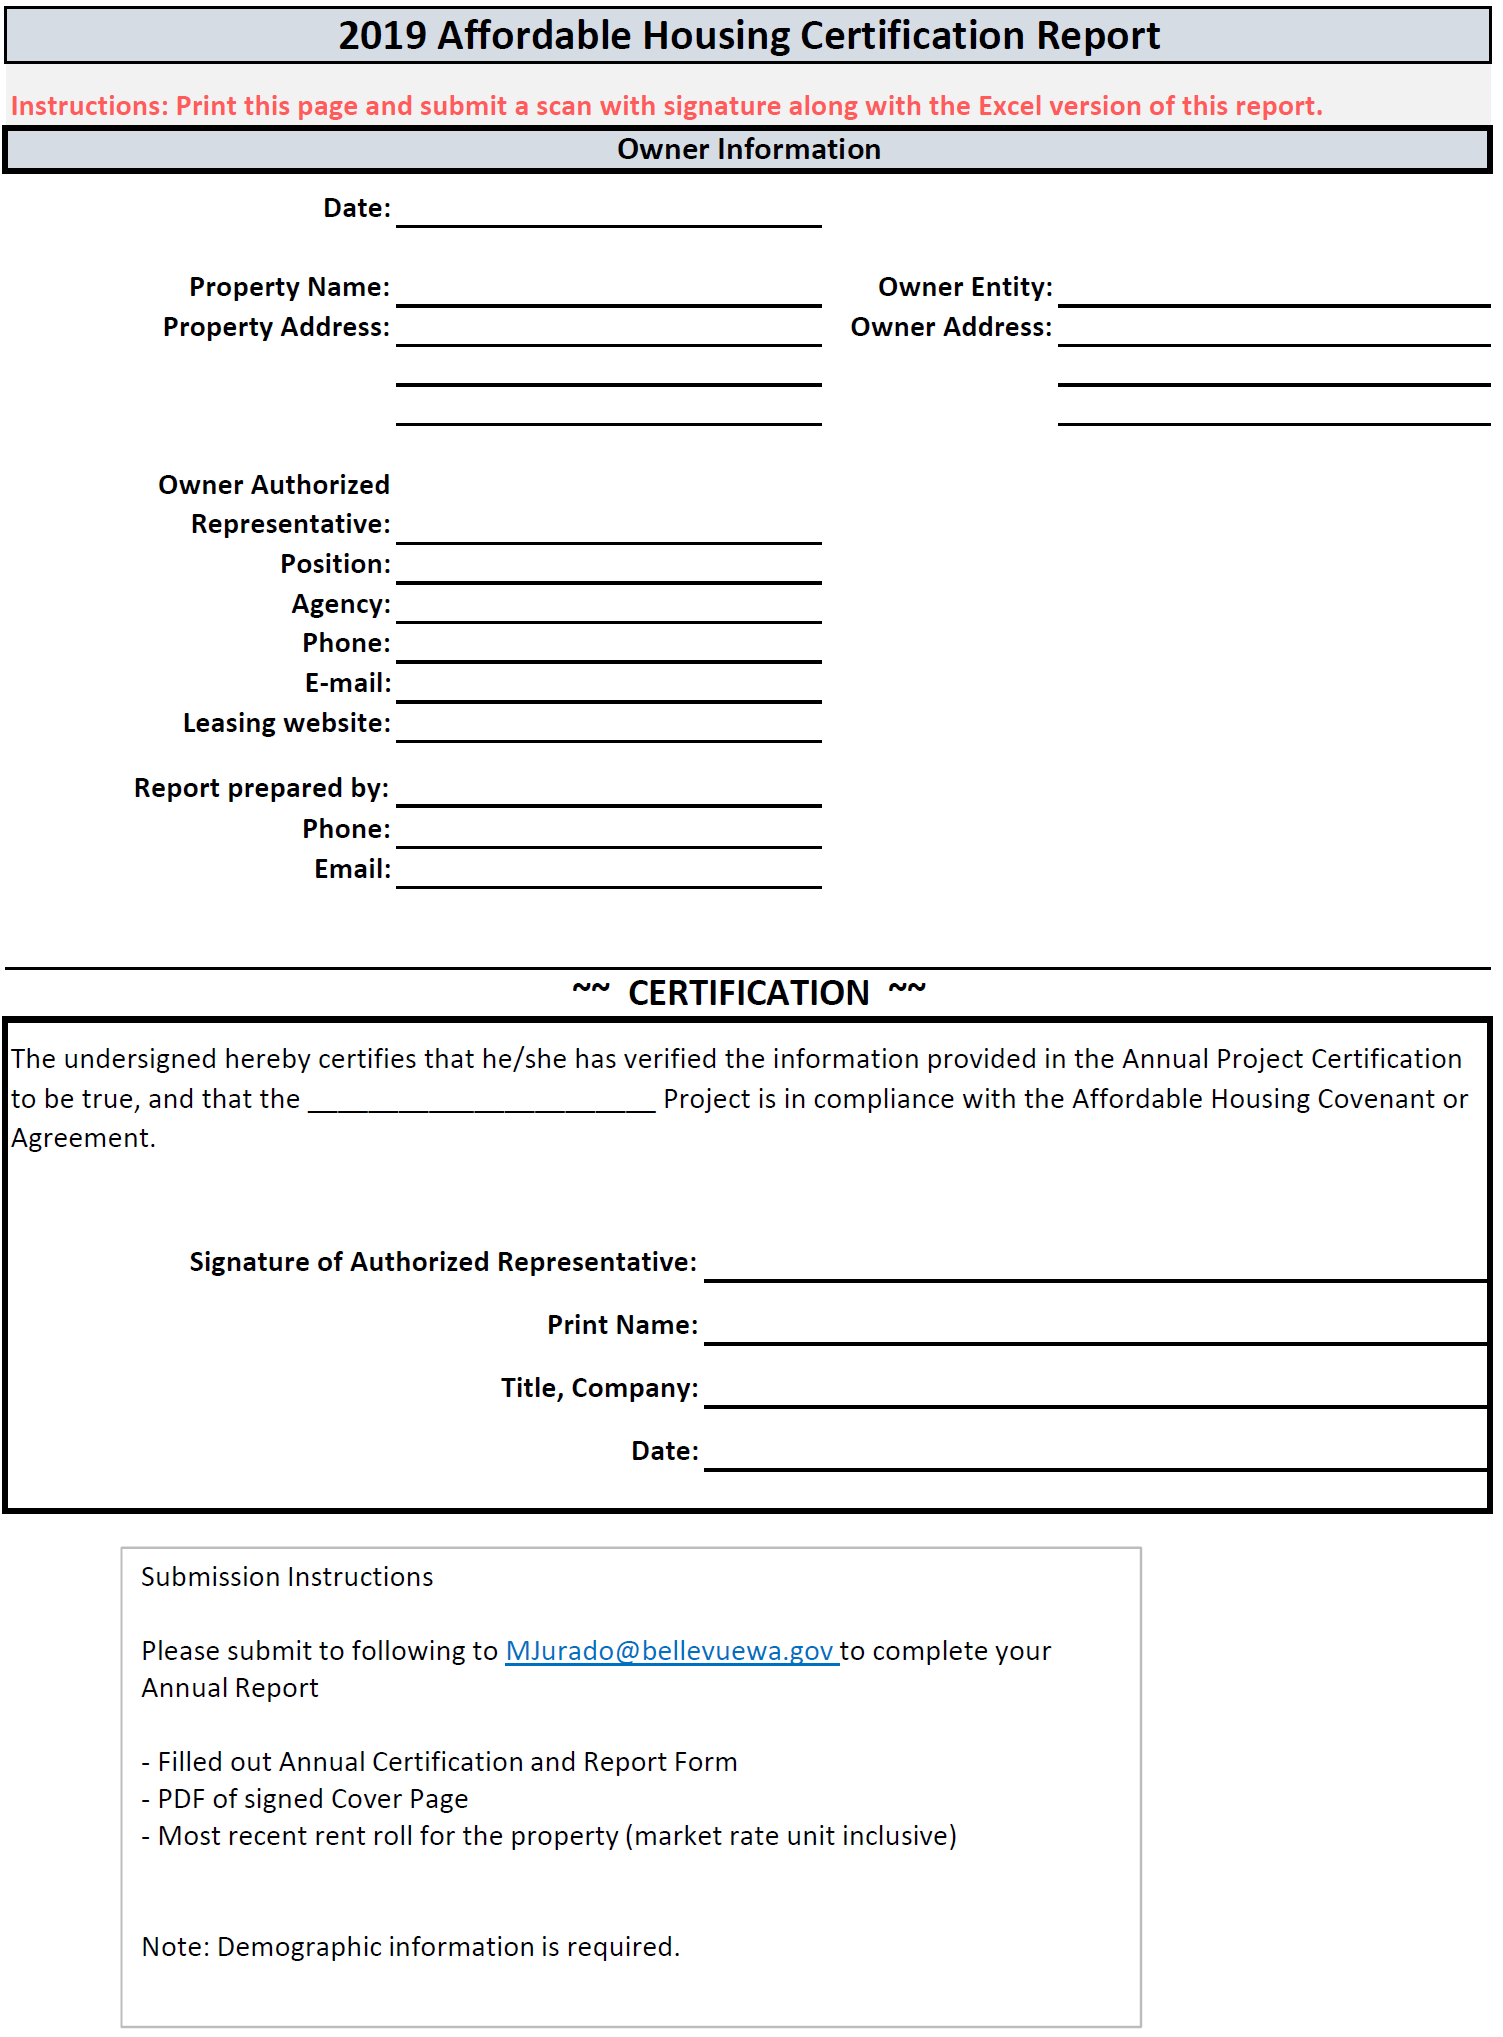 2019 Affordable Housing Certification Report
Instructions: Print this page and submit a scan with signature along with the Excel version of this report.
Owner Information
Date:
Property Name:
Owner Entity:
Property Address:
Owner Address:
Owner Authorized
Representative:
Position:
Agency:
Phone:
E-mail:
Leasing website:
Report prepared by:
Phone:
Email:
~~ CERTIFICATION ~~
The undersigned hereby certifies that he/she has verified the information provided in the Annual Project Certification
to be true, and that the _______________________ Project is in compliance with the Affordable Housing Covenant or
Agreement.
Signature of Authorized Representative:
Print Name:
Title, Company:
Date:
Submission Instructions
Please submit to following to MJurado@bellevuewa.gov to complete your
Annual Report
- Filled out Annual Certification and Report Form
- PDF of signed Cover Page
- Most recent rent roll for the property (market rate unit inclusive)
Note: Demographic information is required.